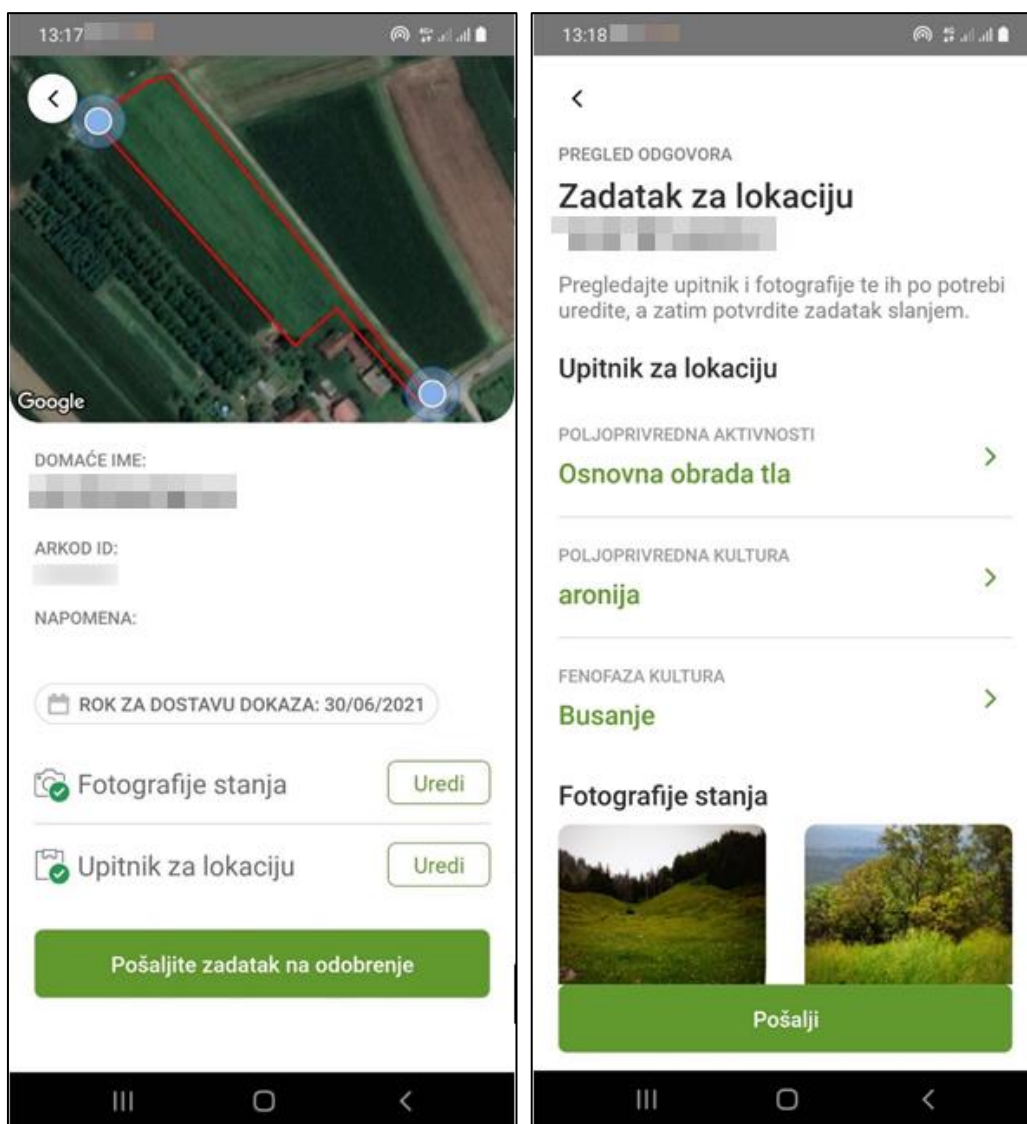 13:17
Google
DOMAĆE IME:
ARKOD ID:
NAPOMENA:
ROK ZA DOSTAVU DOKAZA: 30/06/2021
Fotografije stanja
Uredi
Upitnik za lokaciju
Uredi
Pošaljite zadatak na odobrenje
13:18
PREGLED ODGOVORA
Zadatak za lokaciju
Pregledajte upitnik i fotografije te ih po potrebi
uredite, a zatim potvrdite zadatak slanjem.
Upitnik za lokaciju
POLJOPRIVREDNA AKTIVNOSTI
Osnovna obrada tla
POLJOPRIVREDNA KULTURA
aronija
FENOFAZA KULTURA
Busanje
Fotografije stanja
Pošalji